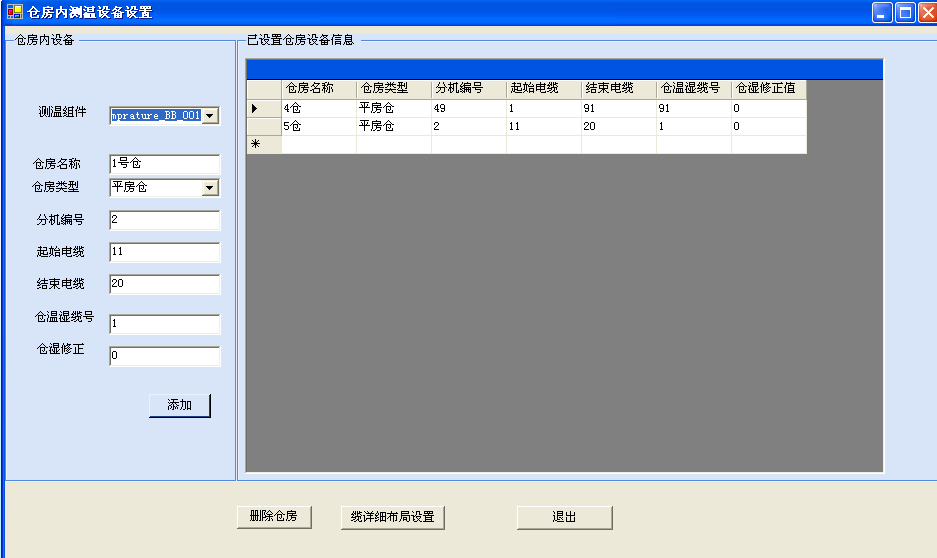 仓房内测温设备设置
仓房内设备
测温组件 mprature_BB_001
仓房名称 1号仓
仓房类型 平房仓
分机编号 2
起始电缆 11
结束电缆 20
仓温湿缆号 1
仓湿修正 0
添加
已设置仓房设备信息
仓房名称 仓房类型 分机编号 起始电缆 结束电缆 仓温湿缆号 仓湿修正值
4仓 平房仓 49 1 91 91 0
5仓 平房仓 2 11 20 1 0
*
删除仓房 缆详细布局设置 退出